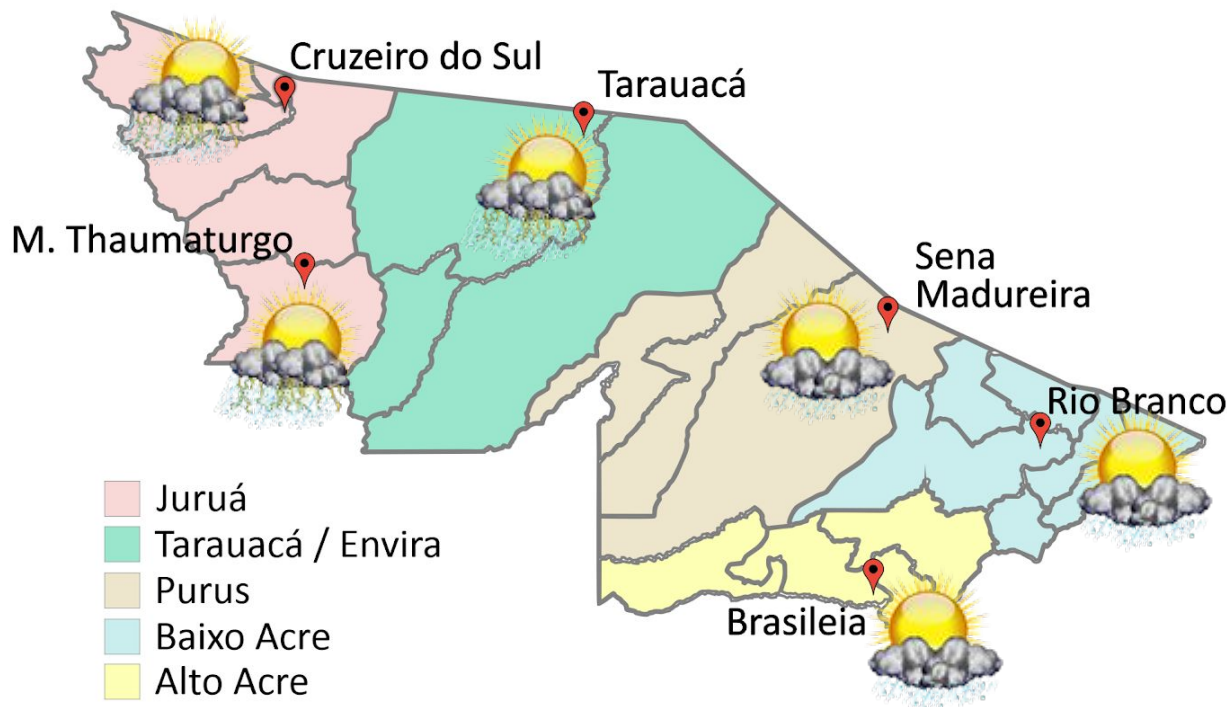 Cruzeiro do Sul
Tarauacá
M. Thaumaturgo
Sena
Madureira
Rio Branco
Brasileia
Juruá
Tarauacá / Envira
Purus
Baixo Acre
Alto Acre